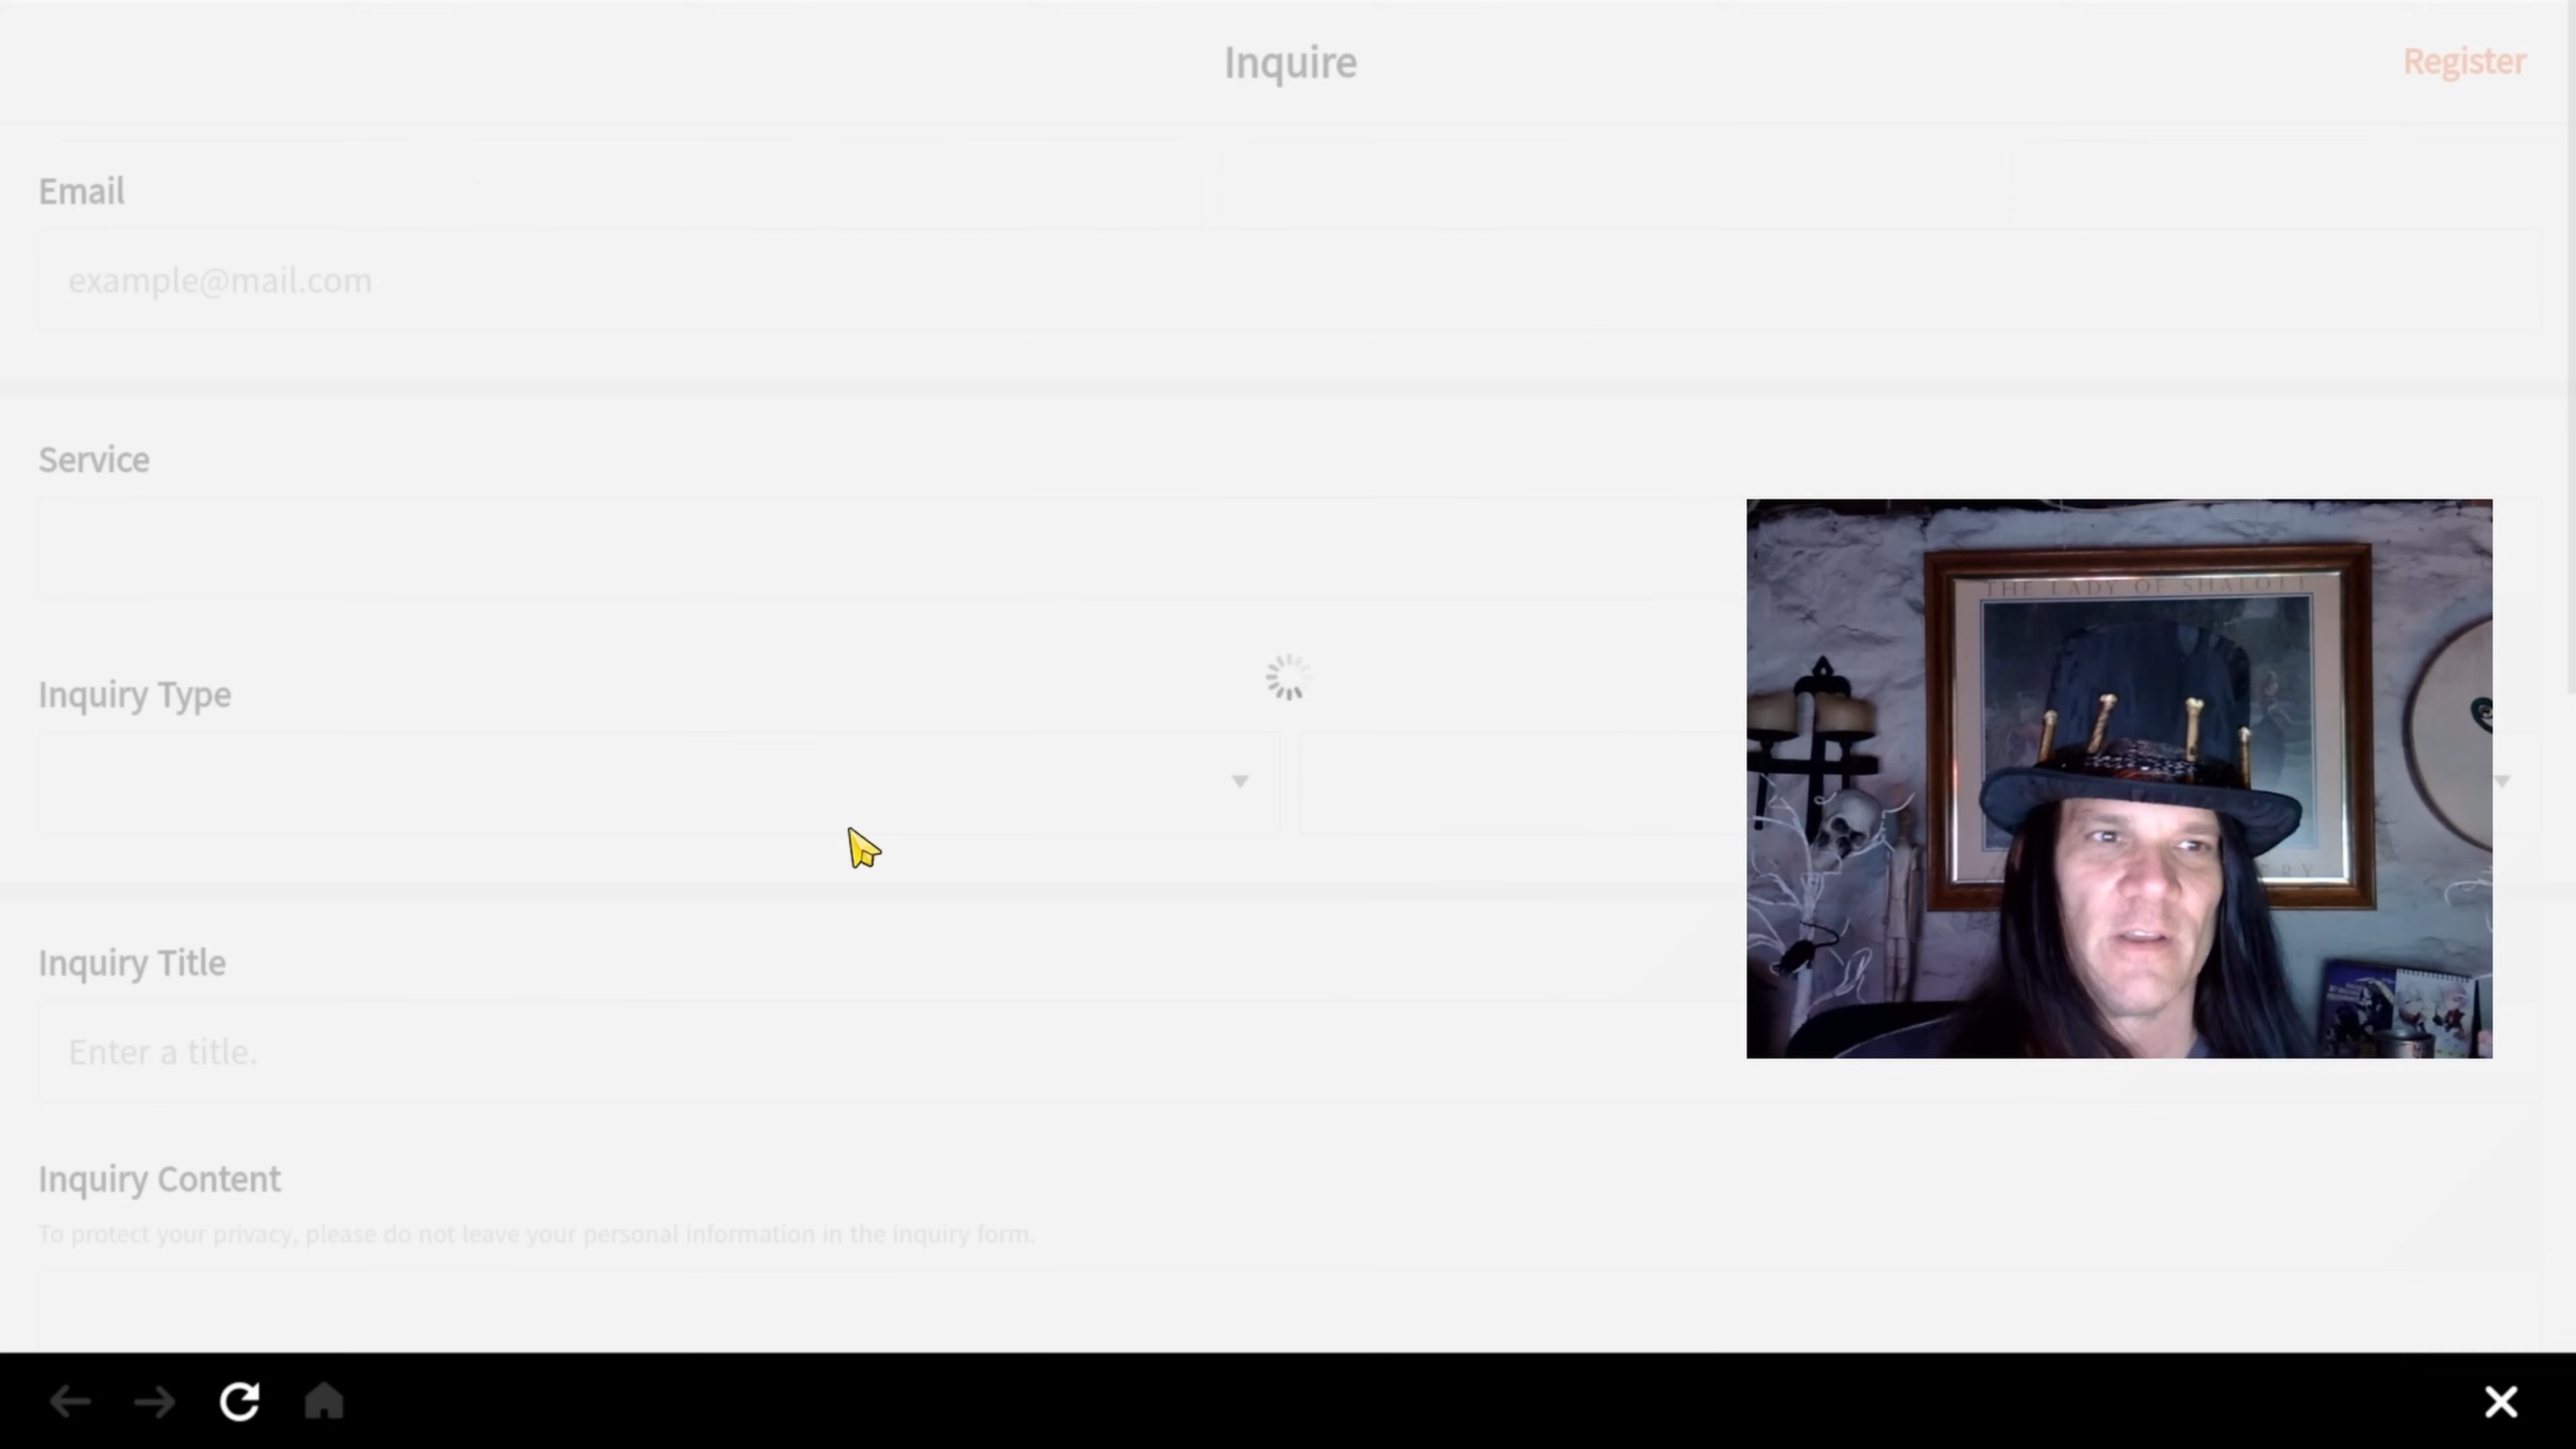 Inquire
Register
Email
example@mail.com
Service
Inquiry Type
Inquiry Title
Enter a title.
Inquiry Content
To protect your privacy, please do not leave your personal information in the inquiry form.
THE LADY OF SHALOTT